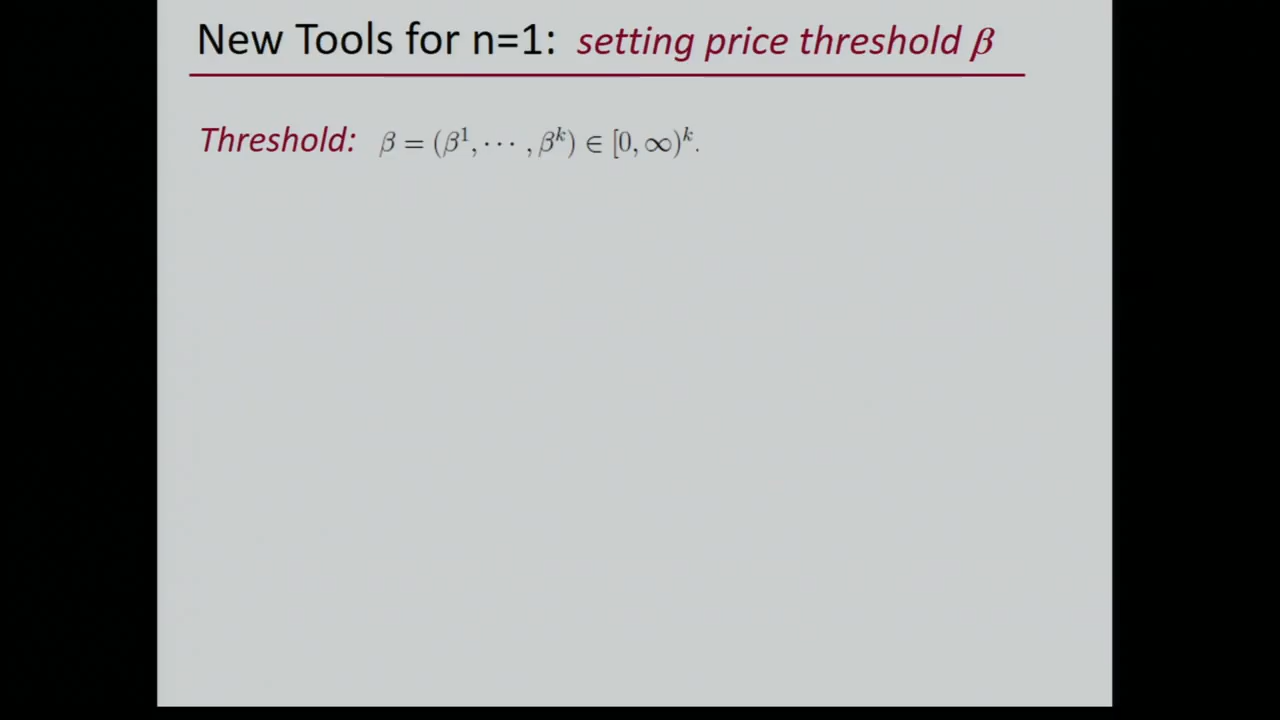 New Tools for n=1: setting price threshold β
Threshold: β = (β¹, ⋯ , βᵏ) ∈ [0, ∞)ᵏ.